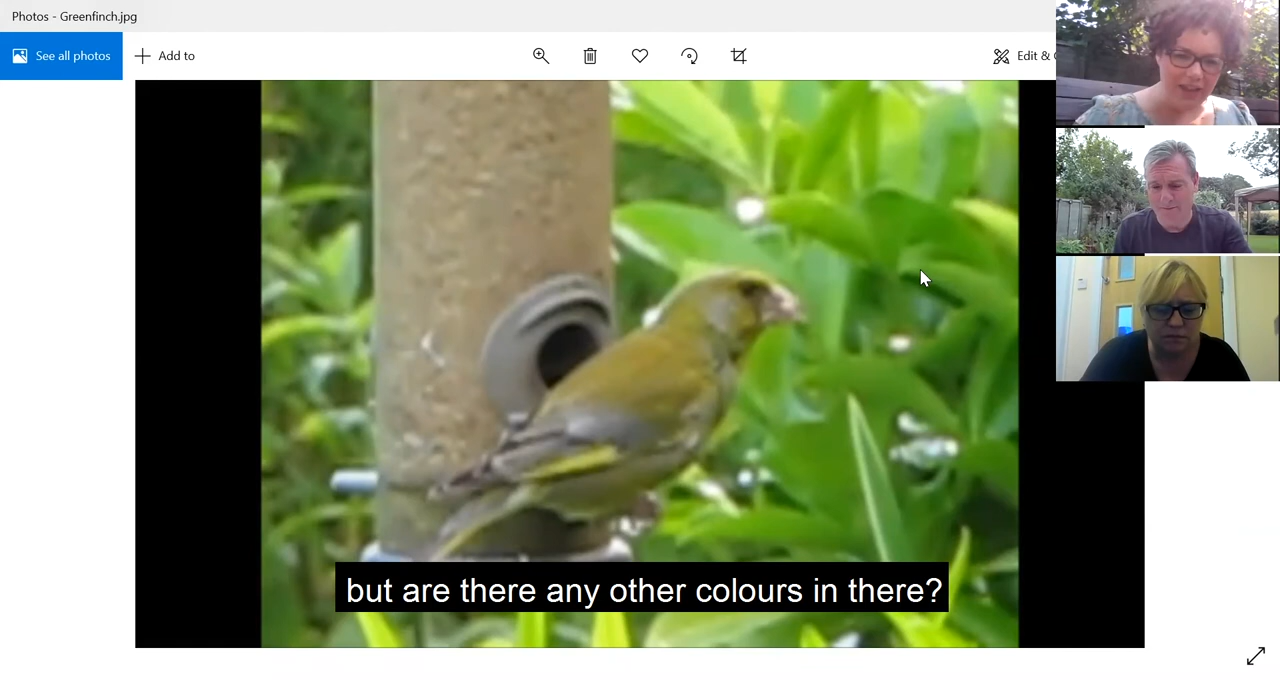 Photos - Greenfinch.jpg
See all photos
Add to
Edit &
but are there any other colours in there?